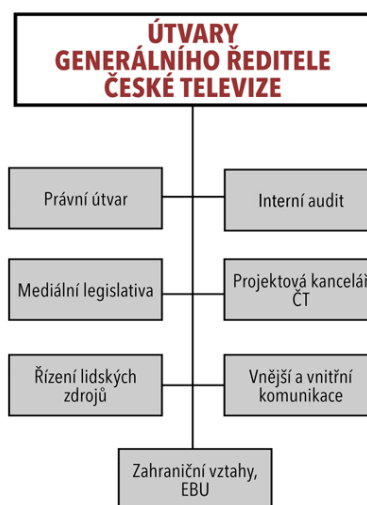 ÚTVARY
GENERÁLNÍHO ŘEDITELE
ČESKÉ TELEVIZE
Právní útvar
Interní audit
Mediální legislativa
Projektová kancelář
ČT
Řízení lidských
zdrojů
Vnější a vnitřní
komunikace
Zahraniční vztahy,
EBU